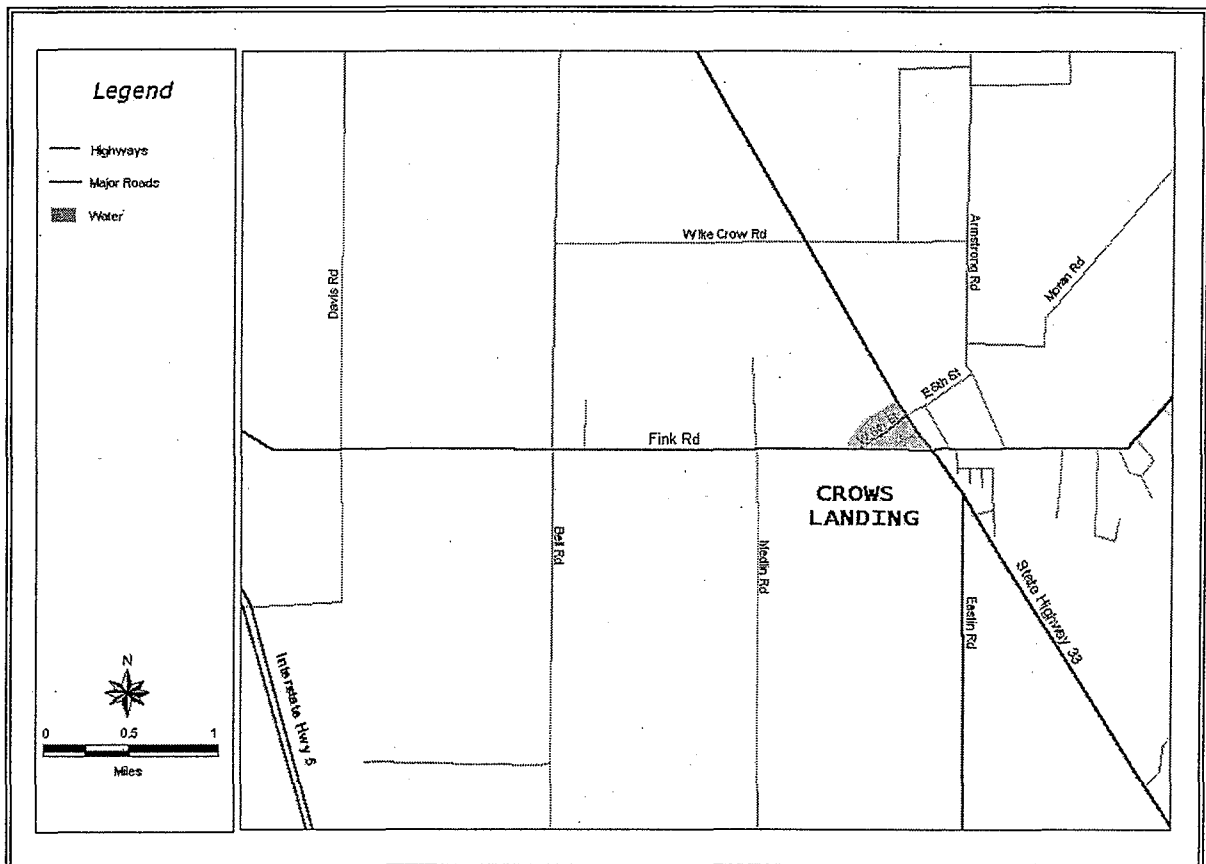 Legend
Highways
Major Roads
Water
N
0 0.5 1
Miles
Wike Crow Rd
Davis Rd
Armstrong Rd
Moran Rd
E 5th St
Fink Rd
CROWS
LANDING
Bell Rd
Medlin Rd
Eastin Rd
State Highway 33
Interstate Hwy 5